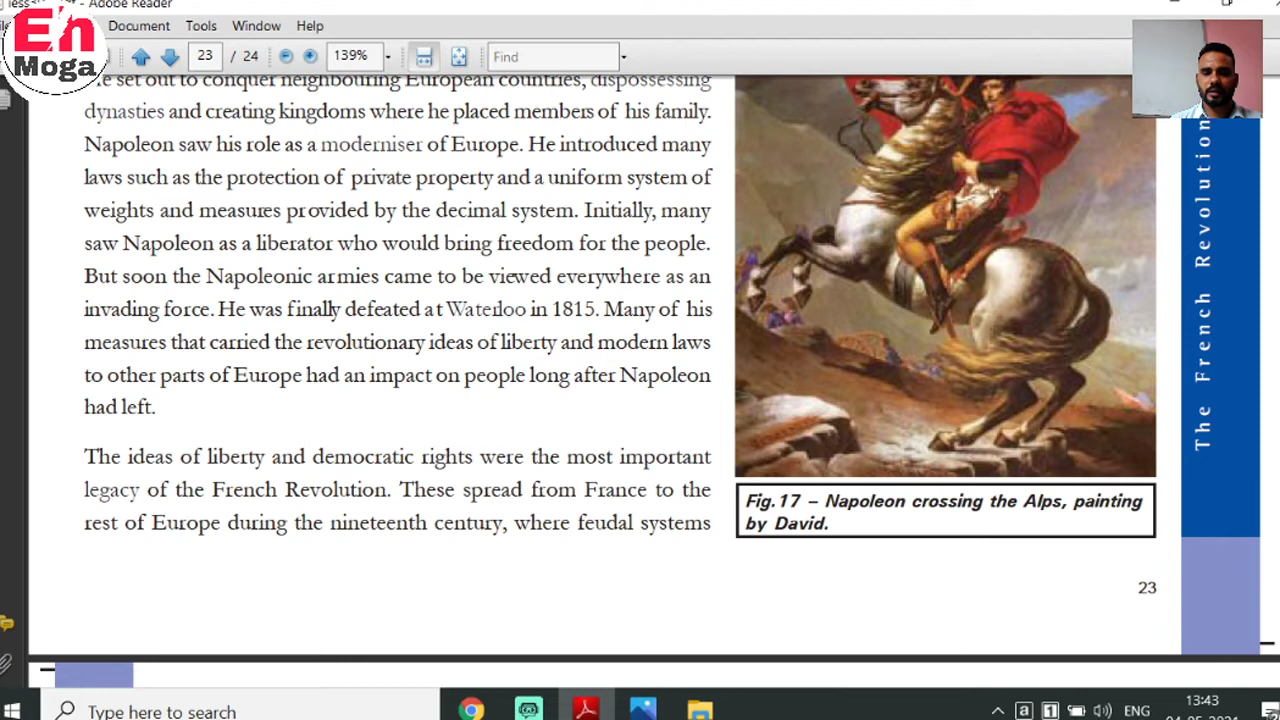 Adobe Reader
En
Moga
Document Tools Window Help
23 / 24 139% Find
set out to conquer neighbouring European countries, dispossessing
dynasties and creating kingdoms where he placed members of his family.
Napoleon saw his role as a moderniser of Europe. He introduced many
laws such as the protection of private property and a uniform system of
weights and measures provided by the decimal system. Initially, many
saw Napoleon as a liberator who would bring freedom for the people.
But soon the Napoleonic armies came to be viewed everywhere as an
invading force. He was finally defeated at Waterloo in 1815. Many of his
measures that carried the revolutionary ideas of liberty and modern laws
to other parts of Europe had an impact on people long after Napoleon
had left.
The ideas of liberty and democratic rights were the most important
legacy of the French Revolution. These spread from France to the
rest of Europe during the nineteenth century, where feudal systems
Fig.17 – Napoleon crossing the Alps, painting
by David.
The French Revolution
23
Type here to search
ENG
13:43